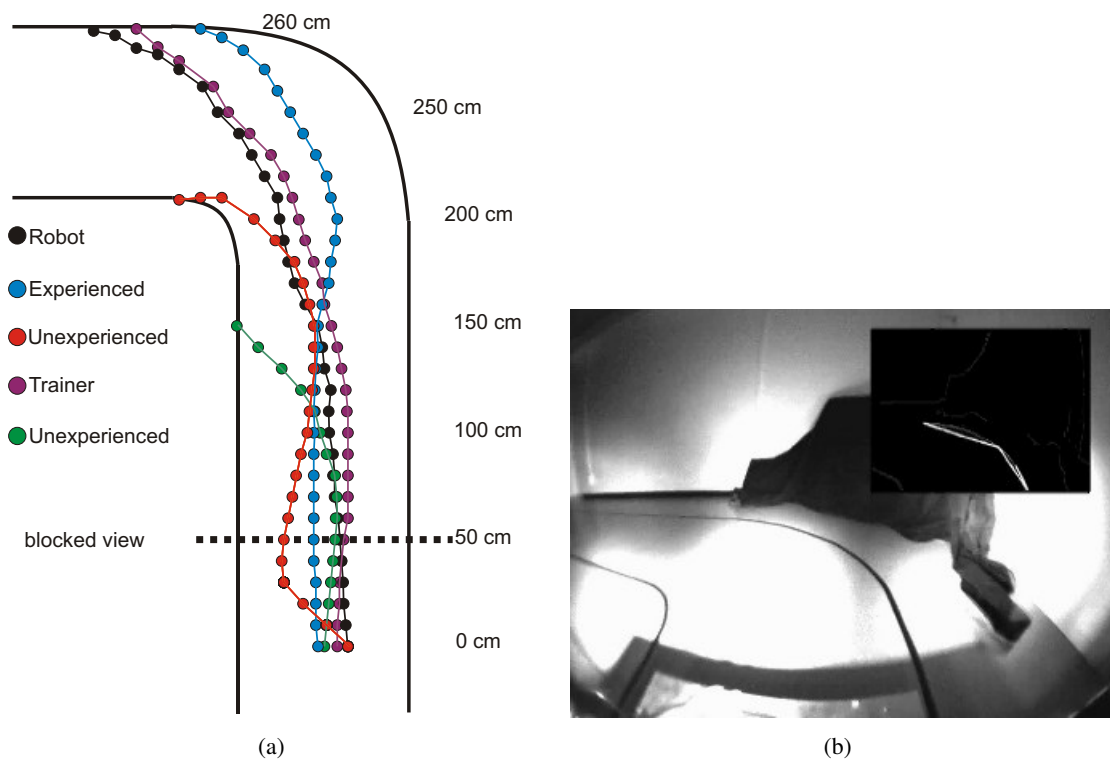 260 cm
250 cm
200 cm
Robot
Experienced
150 cm
Unexperienced
Trainer
100 cm
Unexperienced
blocked view
50 cm
0 cm
(a)
(b)